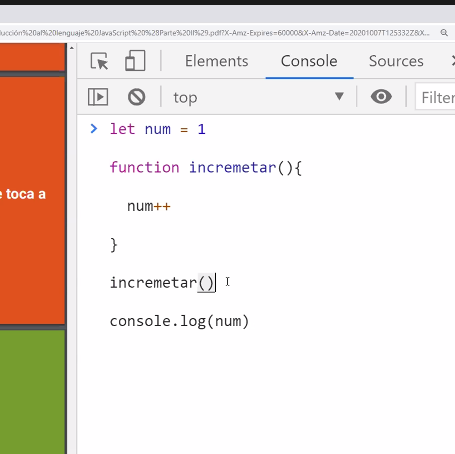 ducción%20al%20lenguaje%20JavaScript%20%28Parte%20II%29.pdf?X-Amz-Expires=60000&X-Amz-Date=20201007T125332Z&X...
Elements Console Sources
top Filter
e toca a
let num = 1
function incremetar(){
num++
}
incremetar()
console.log(num)